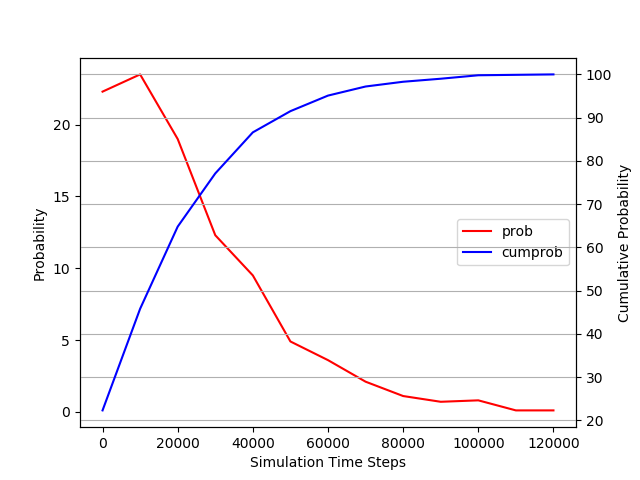 20
15
10
5
0
Probability
100
90
80
70
60
50
40
30
20
Cumulative Probability
prob
cumprob
0 20000 40000 60000 80000 100000 120000
Simulation Time Steps